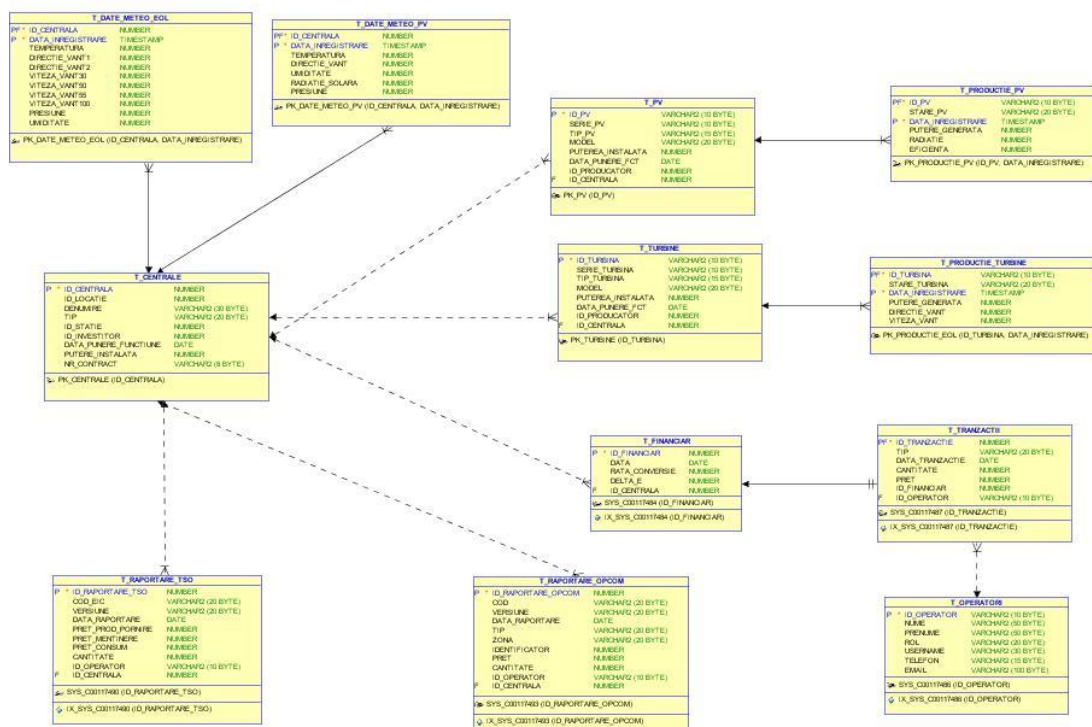 T_DATE_METEO_EOL
PF * ID_CENTRALA NUMBER
P * DATA_INREGISTRARE TIMESTAMP
TEMPERATURA NUMBER
DIRECTIE_VANT1 NUMBER
DIRECTIE_VANT2 NUMBER
VITEZA_VANT30 NUMBER
VITEZA_VANT50 NUMBER
VITEZA_VANT55 NUMBER
VITEZA_VANT100 NUMBER
PRESIUNE NUMBER
UMIDITATE NUMBER
PK_DATE_METEO_EOL (ID_CENTRALA, DATA_INREGISTRARE)
T_DATE_METEO_PV
PF * ID_CENTRALA NUMBER
P * DATA_INREGISTRARE TIMESTAMP
TEMPERATURA NUMBER
DIRECTIE_VANT NUMBER
UMIDITATE NUMBER
RADIATIE_SOLARA NUMBER
PRESIUNE NUMBER
PK_DATE_METEO_PV (ID_CENTRALA, DATA_INREGISTRARE)
T_PV
P * ID_PV VARCHAR2 (10 BYTE)
SERIE_PV VARCHAR2 (10 BYTE)
TIP_PV VARCHAR2 (15 BYTE)
MODEL VARCHAR2 (20 BYTE)
PUTEREA_INSTALATA NUMBER
DATA_PUNERE_FCT DATE
ID_PRODUCATOR NUMBER
F ID_CENTRALA NUMBER
PK_PV (ID_PV)
T_PRODUCTIE_PV
PF * ID_PV VARCHAR2 (10 BYTE)
STARE_PV VARCHAR2 (20 BYTE)
P * DATA_INREGISTRARE TIMESTAMP
PUTERE_GENERATA NUMBER
RADIATIE NUMBER
EFICIENTA NUMBER
PK_PRODUCTIE_PV (ID_PV, DATA_INREGISTRARE)
T_CENTRALE
P * ID_CENTRALA NUMBER
ID_LOCATIE NUMBER
DENUMIRE VARCHAR2 (30 BYTE)
TIP VARCHAR2 (20 BYTE)
ID_STATIE NUMBER
ID_INVESTITOR NUMBER
DATA_PUNERE_FUNCTIUNE DATE
PUTERE_INSTALATA NUMBER
NR_CONTRACT VARCHAR2 (6 BYTE)
PK_CENTRALE (ID_CENTRALA)
T_TURBINE
P * ID_TURBINA VARCHAR2 (10 BYTE)
SERIE_TURBINA VARCHAR2 (10 BYTE)
TIP_TURBINA VARCHAR2 (15 BYTE)
MODEL VARCHAR2 (20 BYTE)
PUTEREA_INSTALATA NUMBER
DATA_PUNERE_FCT DATE
ID_PRODUCATOR NUMBER
F ID_CENTRALA NUMBER
PK_TURBINE (ID_TURBINA)
T_PRODUCTIE_TURBINE
PF * ID_TURBINA VARCHAR2 (10 BYTE)
STARE_TURBINA VARCHAR2 (20 BYTE)
P * DATA_INREGISTRARE TIMESTAMP
PUTERE_GENERATA NUMBER
DIRECTIE_VANT NUMBER
VITEZA_VANT NUMBER
PK_PRODUCTIE_EOL (ID_TURBINA, DATA_INREGISTRARE)
T_FINANCIAR
P * ID_FINANCIAR NUMBER
DATA DATE
RATA_CONVERSIE NUMBER
DELTA_E NUMBER
F ID_CENTRALA NUMBER
SYS_C00117484 (ID_FINANCIAR)
IX_SYS_C00117484 (ID_FINANCIAR)
T_TRANZACTII
PF * ID_TRANZACTIE NUMBER
TIP VARCHAR2 (20 BYTE)
DATA_TRANZACTIE DATE
CANTITATE NUMBER
PRET NUMBER
ID_FINANCIAR NUMBER
F ID_OPERATOR VARCHAR2 (10 BYTE)
SYS_C00117487 (ID_TRANZACTIE)
IX_SYS_C00117487 (ID_TRANZACTIE)
T_RAPORTARE_TSO
P * ID_RAPORTARE_TSO NUMBER
COD_EIC VARCHAR2 (20 BYTE)
VERSIUNE VARCHAR2 (20 BYTE)
DATA_RAPORTARE DATE
PRET_PROD_PORNIRE NUMBER
PRET_MENTINERE NUMBER
PRET_CONSUM NUMBER
CANTITATE NUMBER
ID_OPERATOR VARCHAR2 (10 BYTE)
F ID_CENTRALA NUMBER
SYS_C00117490 (ID_RAPORTARE_TSO)
IX_SYS_C00117490 (ID_RAPORTARE_TSO)
T_RAPORTARE_OPCOM
P * ID_RAPORTARE_OPCOM NUMBER
COD VARCHAR2 (20 BYTE)
VERSIUNE VARCHAR2 (20 BYTE)
DATA_RAPORTARE DATE
TIP VARCHAR2 (20 BYTE)
ZONA VARCHAR2 (20 BYTE)
IDENTIFICATOR NUMBER
PRET NUMBER
CANTITATE NUMBER
ID_OPERATOR VARCHAR2 (10 BYTE)
F ID_CENTRALA NUMBER
SYS_C00117493 (ID_RAPORTARE_OPCOM)
IX_SYS_C00117493 (ID_RAPORTARE_OPCOM)
T_OPERATORI
P * ID_OPERATOR VARCHAR2 (10 BYTE)
NUME VARCHAR2 (50 BYTE)
PRENUME VARCHAR2 (50 BYTE)
ROL VARCHAR2 (20 BYTE)
USERNAME VARCHAR2 (30 BYTE)
TELEFON VARCHAR2 (15 BYTE)
EMAIL VARCHAR2 (100 BYTE)
SYS_C00117486 (ID_OPERATOR)
IX_SYS_C00117486 (ID_OPERATOR)